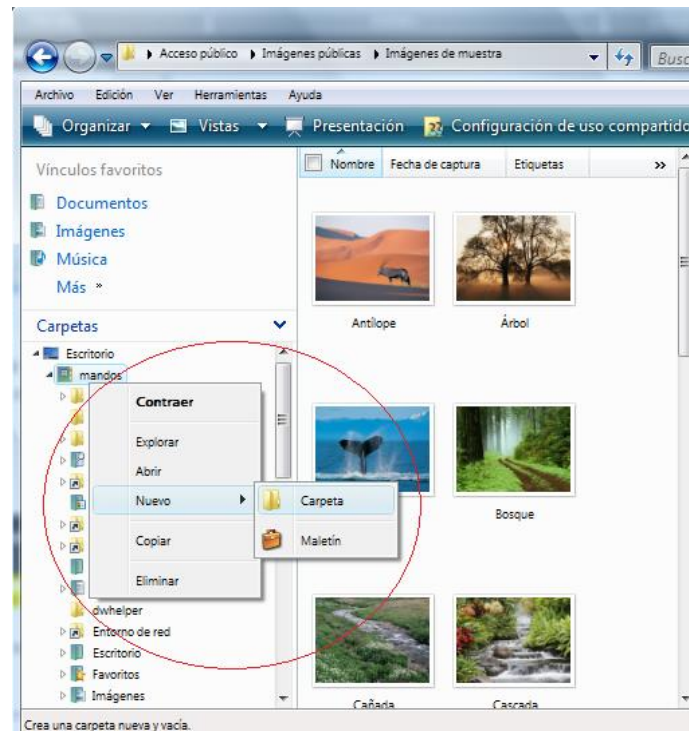 Acceso público Imágenes públicas Imágenes de muestra
Busc
Archivo Edición Ver Herramientas Ayuda
Organizar Vistas Presentación Configuración de uso compartido
Vínculos favoritos
Documentos
Imágenes
Música
Más »
Carpetas
Escritorio
mandos
Contraer
Explorar
Abrir
Nuevo
Copiar
Eliminar
Carpeta
Maletín
dwhelper
Entorno de red
Escritorio
Favoritos
Imágenes
Nombre Fecha de captura Etiquetas »
Antílope Árbol
Bosque
Cañada Cascada
Crea una carpeta nueva y vacía.